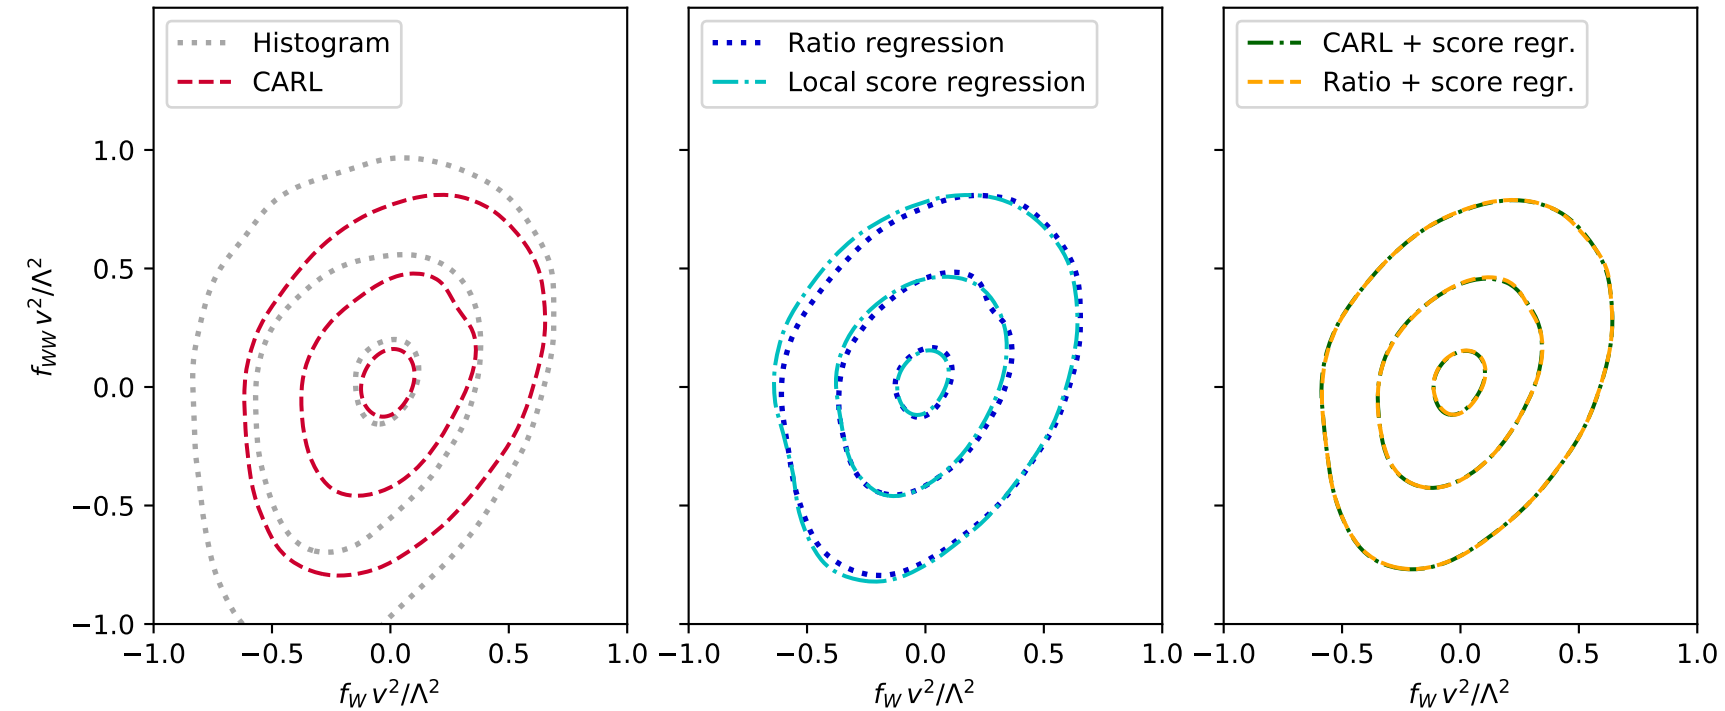 Histogram
CARL
1.0
0.5
0.0
−0.5
−1.0
f_{WW} v²/Λ²
−1.0 −0.5 0.0 0.5 1.0
f_W v²/Λ²
Ratio regression
Local score regression
−1.0 −0.5 0.0 0.5 1.0
f_W v²/Λ²
CARL + score regr.
Ratio + score regr.
−1.0 −0.5 0.0 0.5 1.0
f_W v²/Λ²